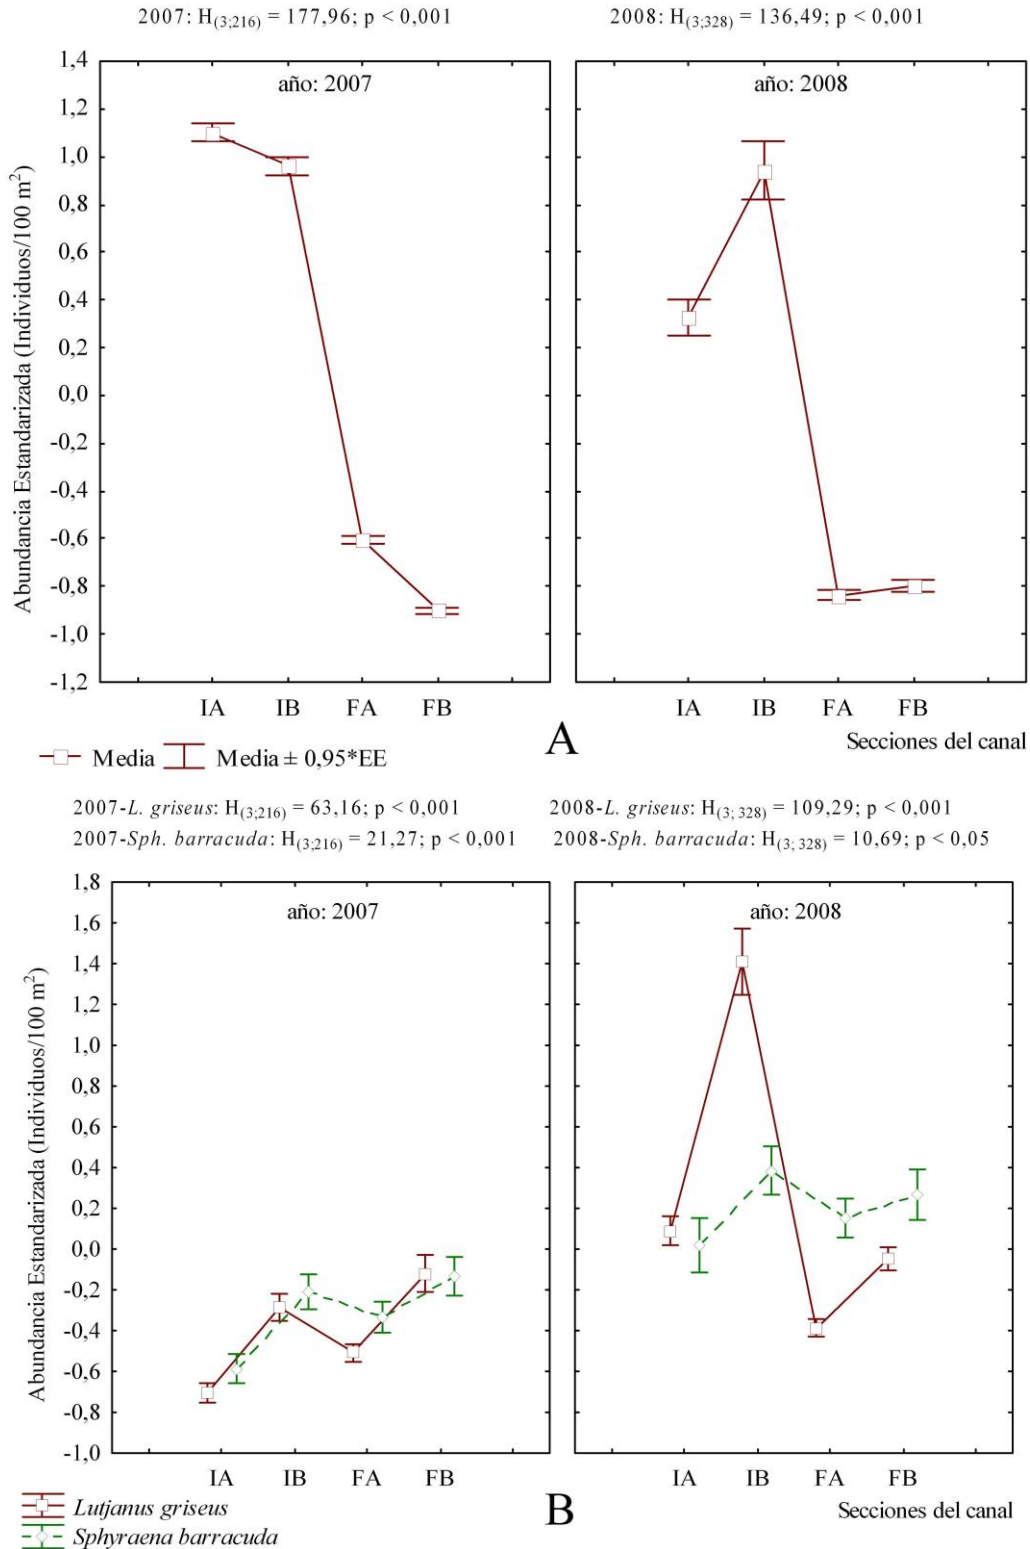 2007: H(3;216) = 177,96; p < 0,001
2008: H(3;328) = 136,49; p < 0,001
Abundancia Estandarizada (Individuos/100 m²)
1,4
1,2
1,0
0,8
0,6
0,4
0,2
0,0
-0,2
-0,4
-0,6
-0,8
-1,0
-1,2
año: 2007
año: 2008
IA IB FA FB
IA IB FA FB
A
Secciones del canal
Media Media ± 0,95*EE
2007-L. griseus: H(3;216) = 63,16; p < 0,001
2007-Sph. barracuda: H(3;216) = 21,27; p < 0,001
2008-L. griseus: H(3; 328) = 109,29; p < 0,001
2008-Sph. barracuda: H(3; 328) = 10,69; p < 0,05
Abundancia Estandarizada (Individuos/100 m²)
1,8
1,6
1,4
1,2
1,0
0,8
0,6
0,4
0,2
0,0
-0,2
-0,4
-0,6
-0,8
-1,0
año: 2007
año: 2008
IA IB FA FB
IA IB FA FB
B
Secciones del canal
Lutjanus griseus
Sphyraena barracuda